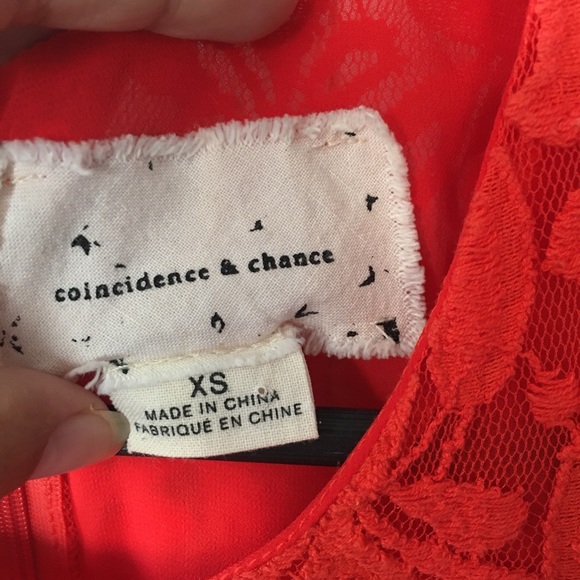 coincidence & chance
XS
MADE IN CHINA
FABRIQUÉ EN CHINE